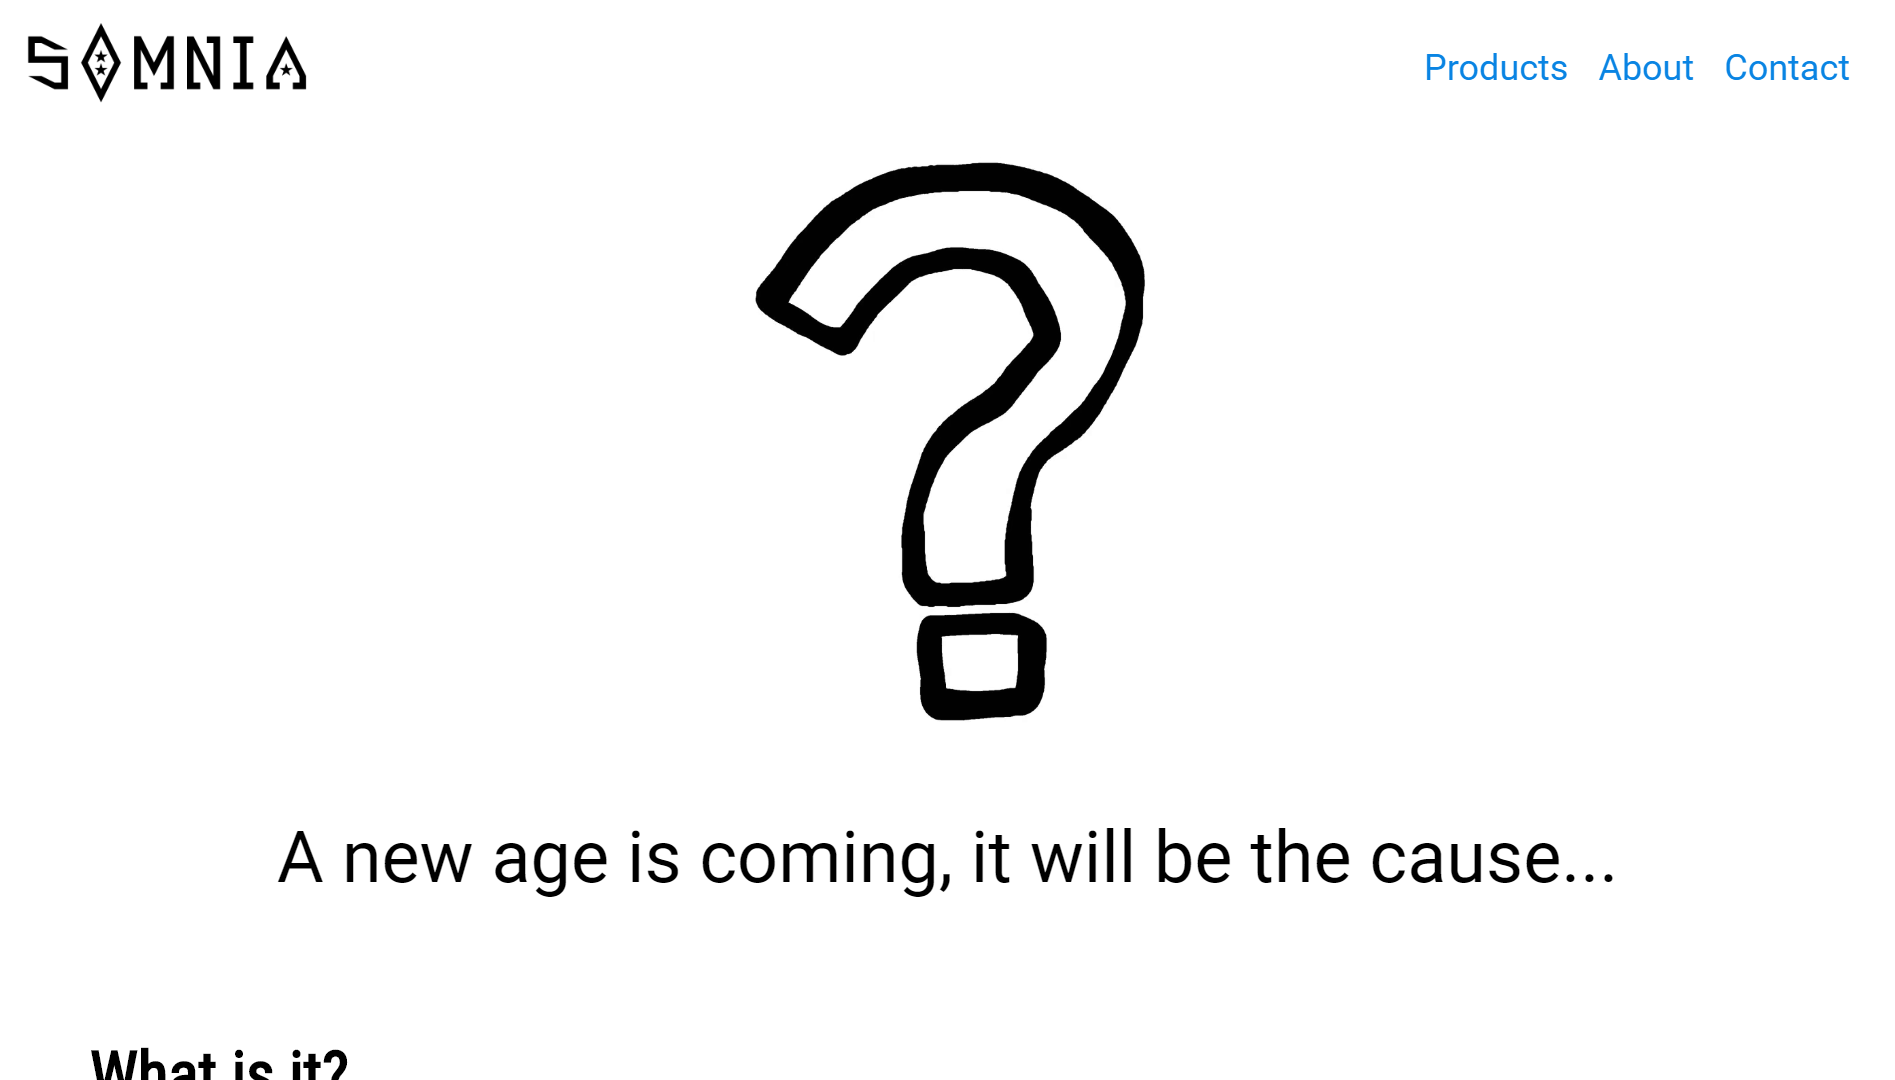 SOMNIA
Products About Contact
?
A new age is coming, it will be the cause...
What is it?